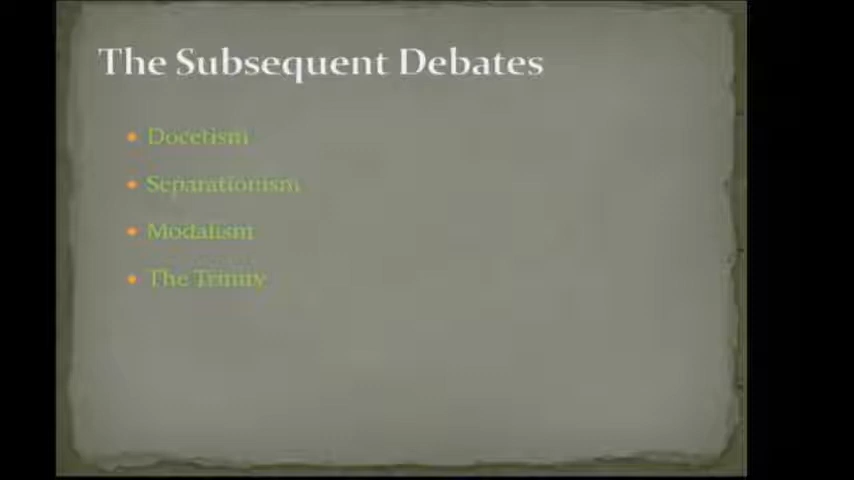 The Subsequent Debates
Docetism
Separationism
Modalism
The Trinity